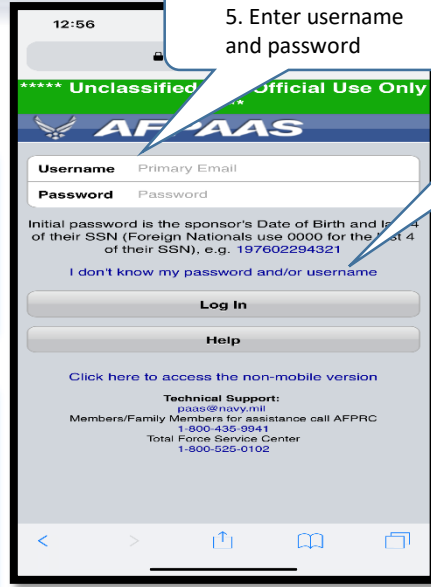 12:56
5. Enter username
and password
***** Unclassified Official Use Only
AFPAAS
Username Primary Email
Password Password
Initial password is the sponsor's Date of Birth and 4
of their SSN (Foreign Nationals use 0000 for the 4
of their SSN), e.g. 197602294321
I don't know my password and/or username
Log In
Help
Click here to access the non-mobile version
Technical Support:
paas@navy.mil
Members/Family Members for assistance call AFPRC
1-800-435-9941
Total Force Service Center
1-800-525-0102